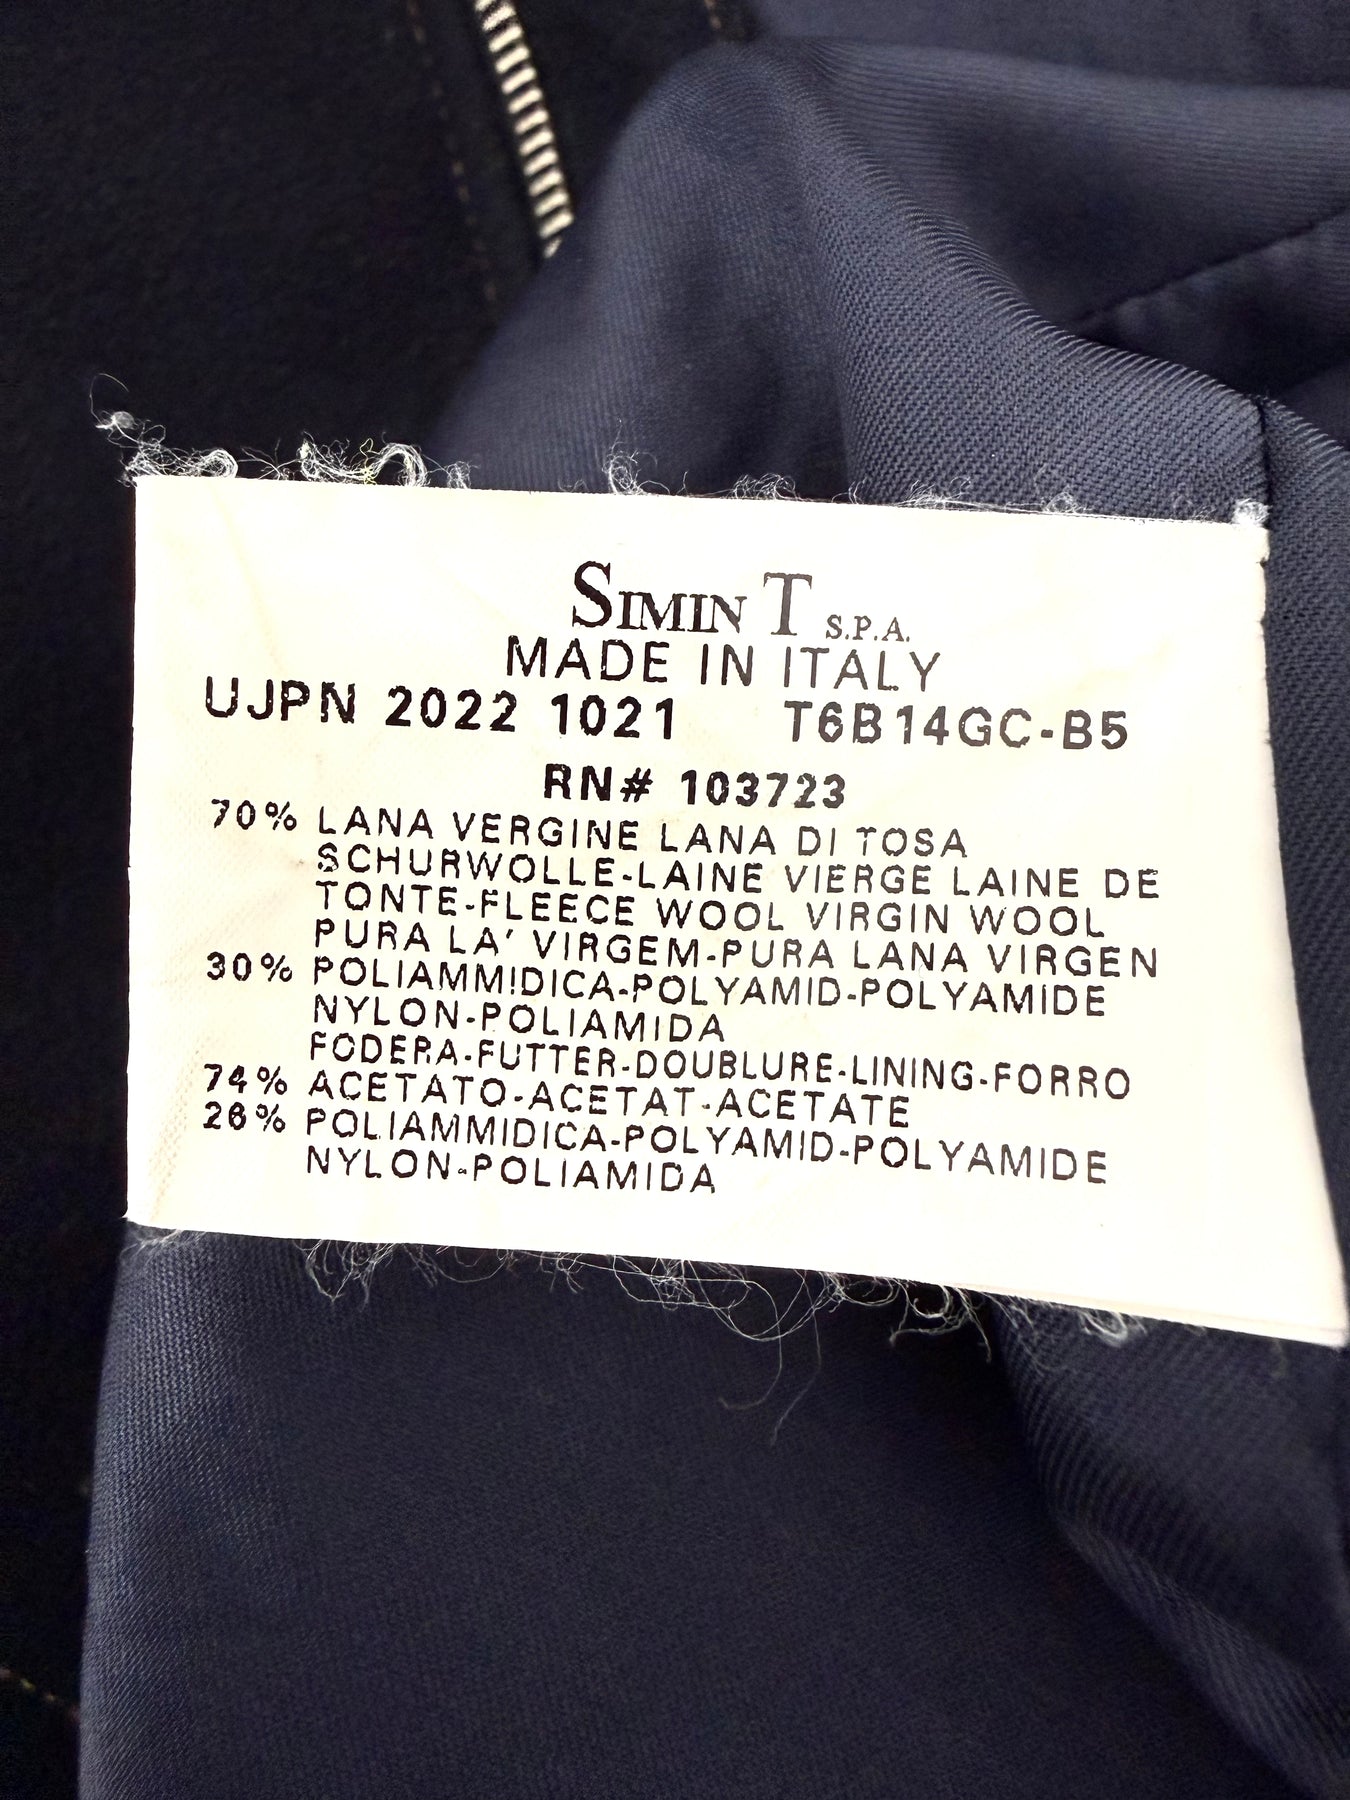 SIMIN T S.P.A.
MADE IN ITALY
UJPN 2022 1021 T6B14GC-B5
RN# 103723
70% LANA VERGINE LANA DI TOSA
SCHURWOLLE-LAINE VIERGE LAINE DE
TONTE-FLEECE WOOL VIRGIN WOOL
PURA LA' VIRGEM-PURA LANA VIRGEN
30% POLIAMMIDICA-POLYAMID-POLYAMIDE
NYLON-POLIAMIDA
FODERA-FUTTER-DOUBLURE-LINING-FORRO
74% ACETATO-ACETAT-ACETATE
26% POLIAMMIDICA-POLYAMID-POLYAMIDE
NYLON-POLIAMIDA